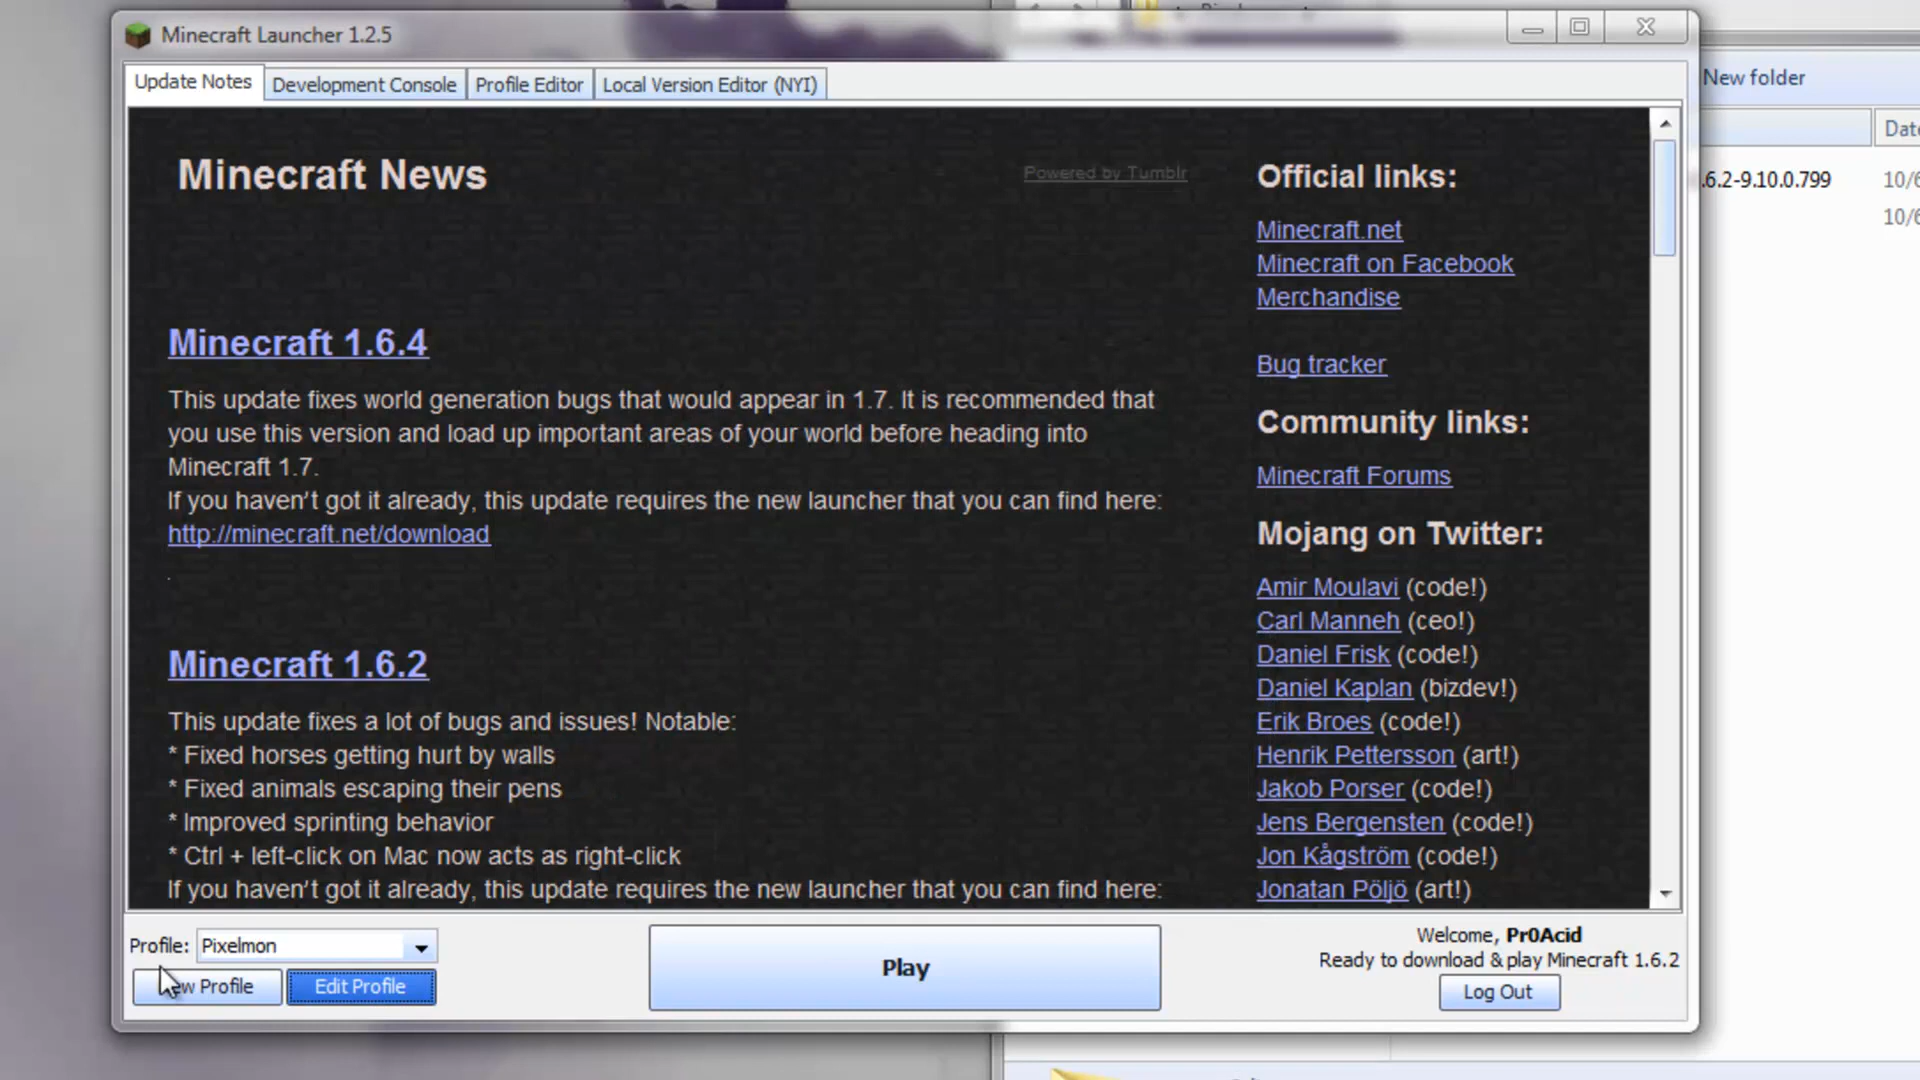 Minecraft Launcher 1.2.5
Update Notes
Development Console
Profile Editor
Local Version Editor (NYI)
Minecraft News
Powered by Tumblr
Minecraft 1.6.4
This update fixes world generation bugs that would appear in 1.7. It is recommended that
you use this version and load up important areas of your world before heading into
Minecraft 1.7.
If you haven't got it already, this update requires the new launcher that you can find here:
http://minecraft.net/download
.
Minecraft 1.6.2
This update fixes a lot of bugs and issues! Notable:
* Fixed horses getting hurt by walls
* Fixed animals escaping their pens
* Improved sprinting behavior
* Ctrl + left-click on Mac now acts as right-click
If you haven't got it already, this update requires the new launcher that you can find here:
Official links:
Minecraft.net
Minecraft on Facebook
Merchandise
Bug tracker
Community links:
Minecraft Forums
Mojang on Twitter:
Amir Moulavi (code!)
Carl Manneh (ceo!)
Daniel Frisk (code!)
Daniel Kaplan (bizdev!)
Erik Broes (code!)
Henrik Pettersson (art!)
Jakob Porser (code!)
Jens Bergensten (code!)
Jon Kågström (code!)
Jonatan Pöljö (art!)
Profile: Pixelmon
Profile
Edit Profile
Play
Welcome, Pr0Acid
Ready to download & play Minecraft 1.6.2
Log Out
New folder
Date
.6.2-9.10.0.799
10/6
10/6